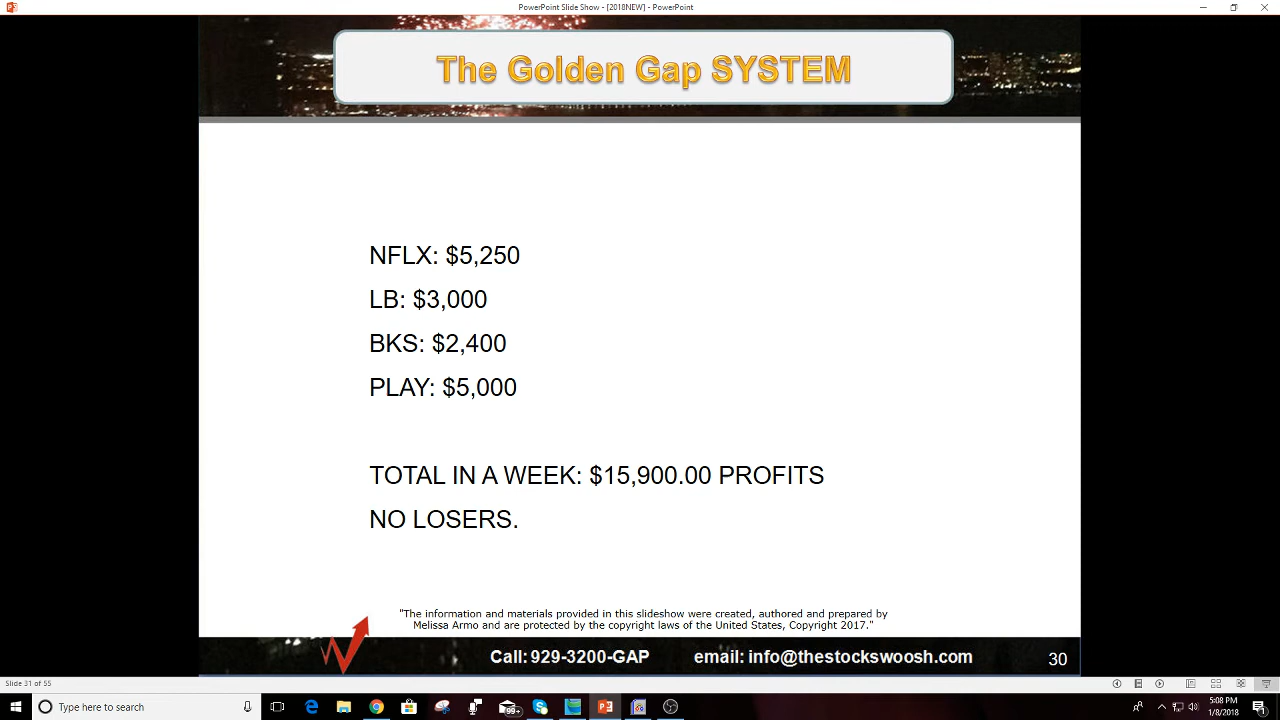 PowerPoint Slide Show - [2018NEW] - PowerPoint
The Golden Gap SYSTEM
NFLX: $5,250
LB: $3,000
BKS: $2,400
PLAY: $5,000
TOTAL IN A WEEK: $15,900.00 PROFITS
NO LOSERS.
"The information and materials provided in this slideshow were created, authored and prepared by
Melissa Armo and are protected by the copyright laws of the United States, Copyright 2017."
Call: 929-3200-GAP email: info@thestockswoosh.com 30
Slide 31 of 55
Type here to search
99+
5:08 PM
1/8/2018